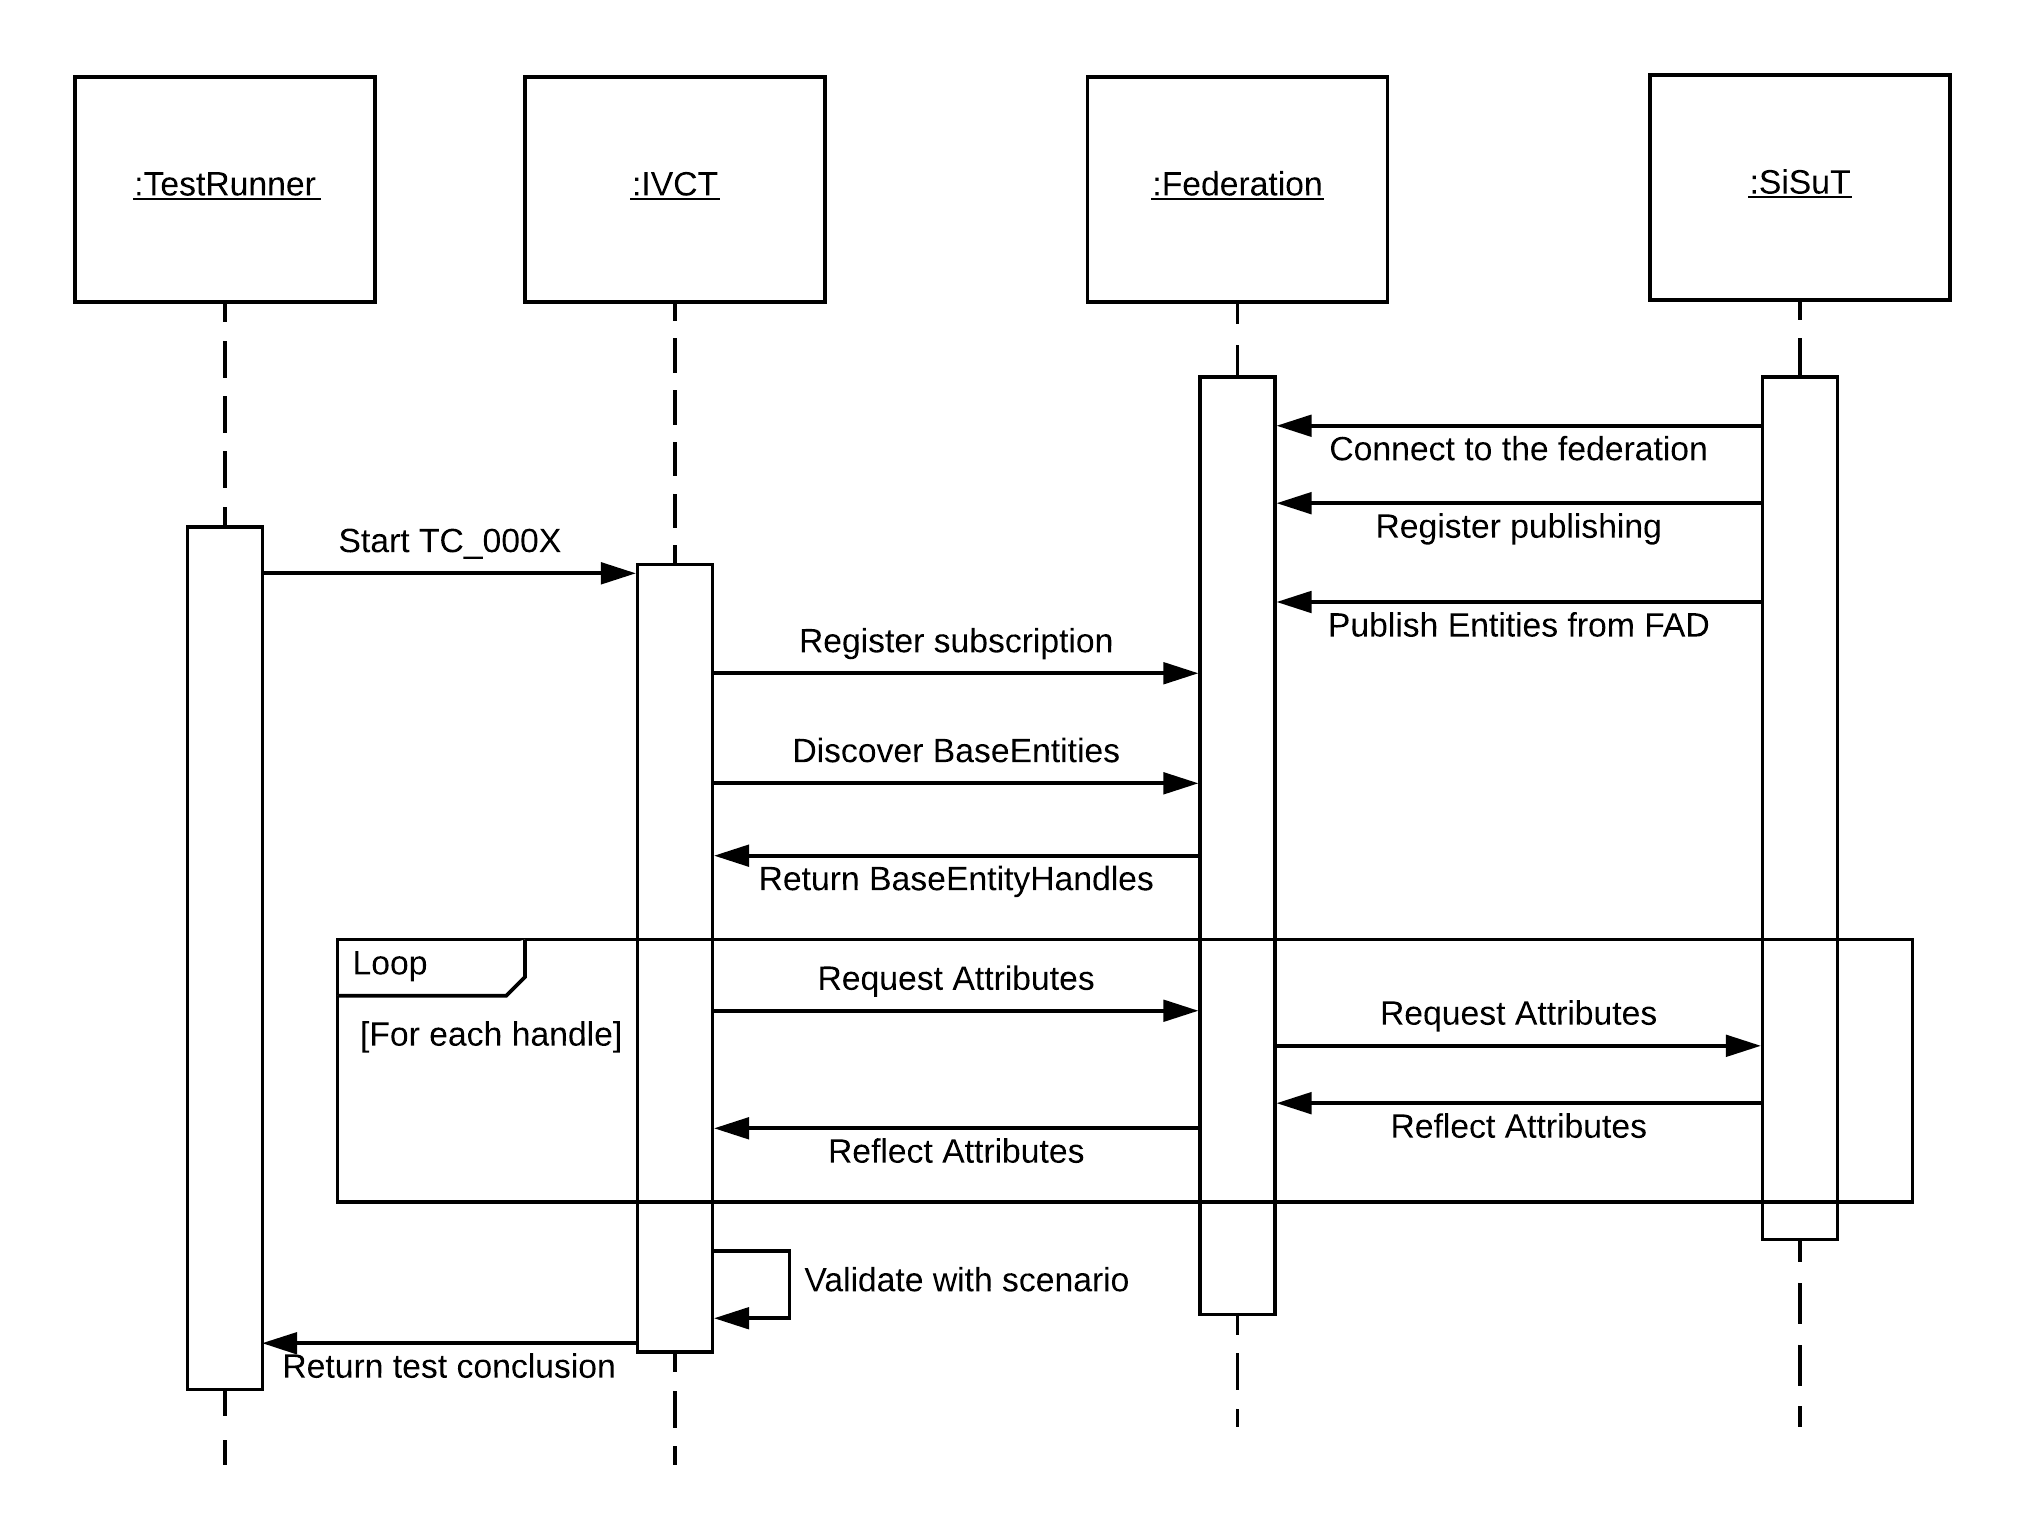 :TestRunner
:IVCT
:Federation
:SiSuT
Connect to the federation
Register publishing
Start TC_000X
Publish Entities from FAD
Register subscription
Discover BaseEntities
Return BaseEntityHandles
Loop
Request Attributes
[For each handle]
Request Attributes
Reflect Attributes
Reflect Attributes
Validate with scenario
Return test conclusion